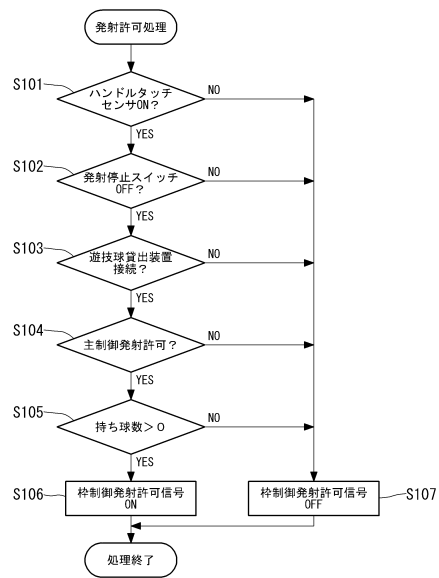 発射許可処理
S101
ハンドルタッチ
センサON?
NO
YES
S102
発射停止スイッチ
OFF?
NO
YES
S103
遊技球貸出装置
接続?
NO
YES
S104
主制御発射許可?
NO
YES
S105
持ち球数>0
NO
YES
S106
枠制御発射許可信号
ON
枠制御発射許可信号
OFF
S107
処理終了